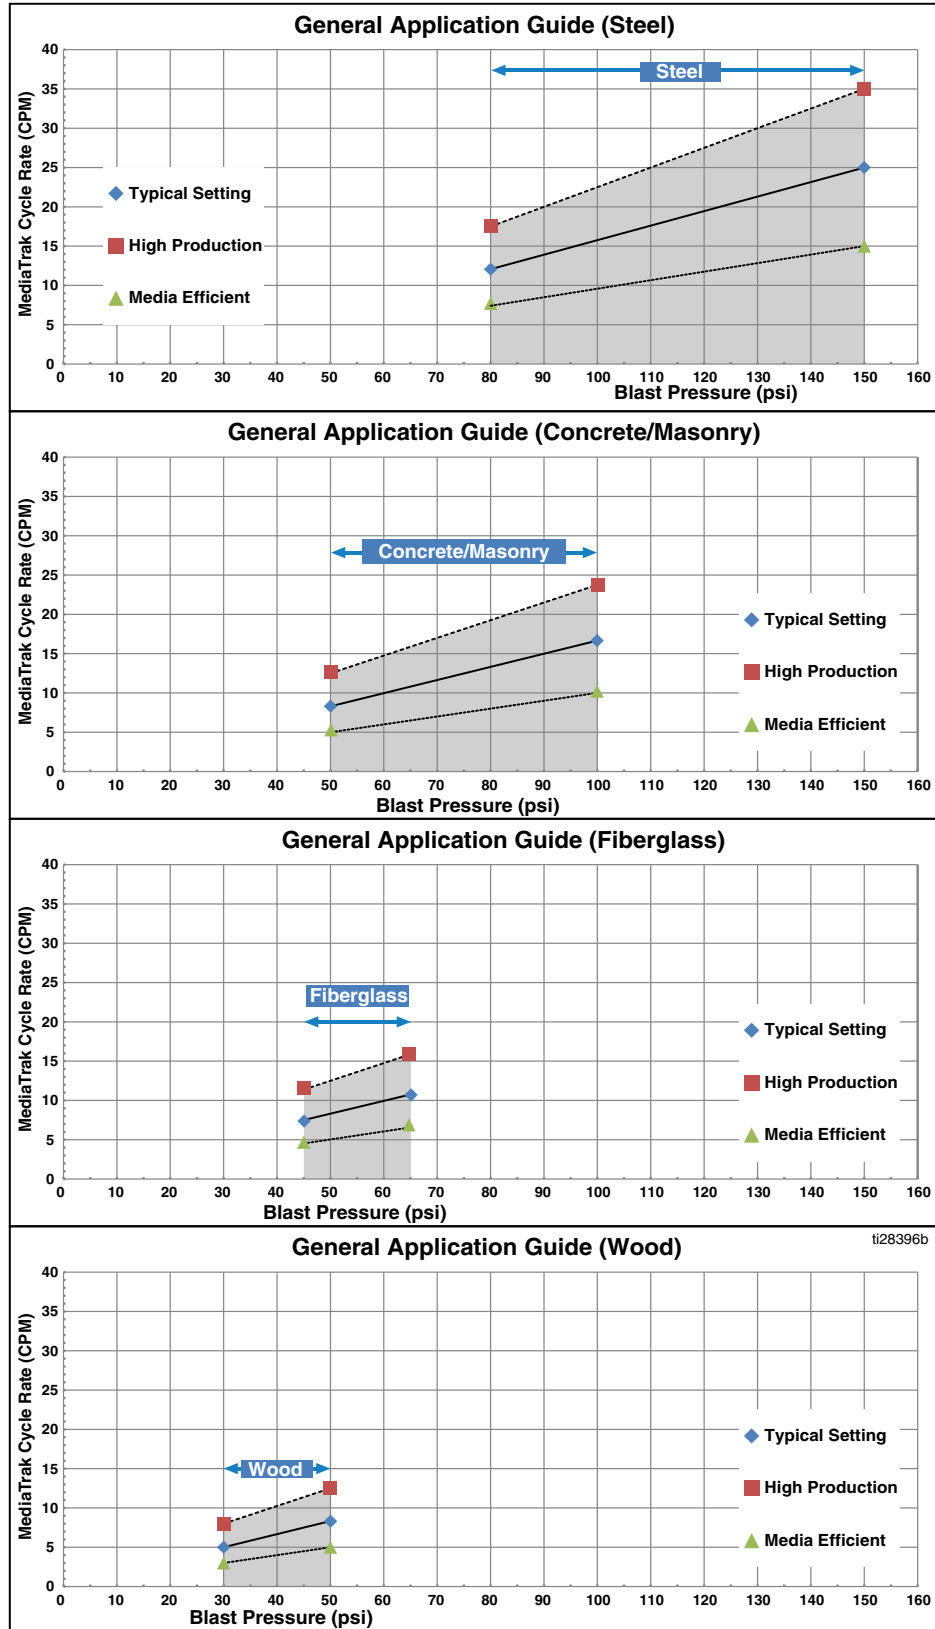 General Application Guide (Steel)
MediaTrak Cycle Rate (CPM)
40
35
30
25
20
15
10
5
0
Steel
Typical Setting
High Production
Media Efficient
0 10 20 30 40 50 60 70 80 90 100 110 120 130 140 150 160
Blast Pressure (psi)
General Application Guide (Concrete/Masonry)
MediaTrak Cycle Rate (CPM)
40
35
30
25
20
15
10
5
0
Concrete/Masonry
Typical Setting
High Production
Media Efficient
0 10 20 30 40 50 60 70 80 90 100 110 120 130 140 150 160
Blast Pressure (psi)
General Application Guide (Fiberglass)
MediaTrak Cycle Rate (CPM)
40
35
30
25
20
15
10
5
0
Fiberglass
Typical Setting
High Production
Media Efficient
0 10 20 30 40 50 60 70 80 90 100 110 120 130 140 150 160
Blast Pressure (psi)
ti28396b
General Application Guide (Wood)
MediaTrak Cycle Rate (CPM)
40
35
30
25
20
15
10
5
0
Wood
Typical Setting
High Production
Media Efficient
0 10 20 30 40 50 60 70 80 90 100 110 120 130 140 150 160
Blast Pressure (psi)